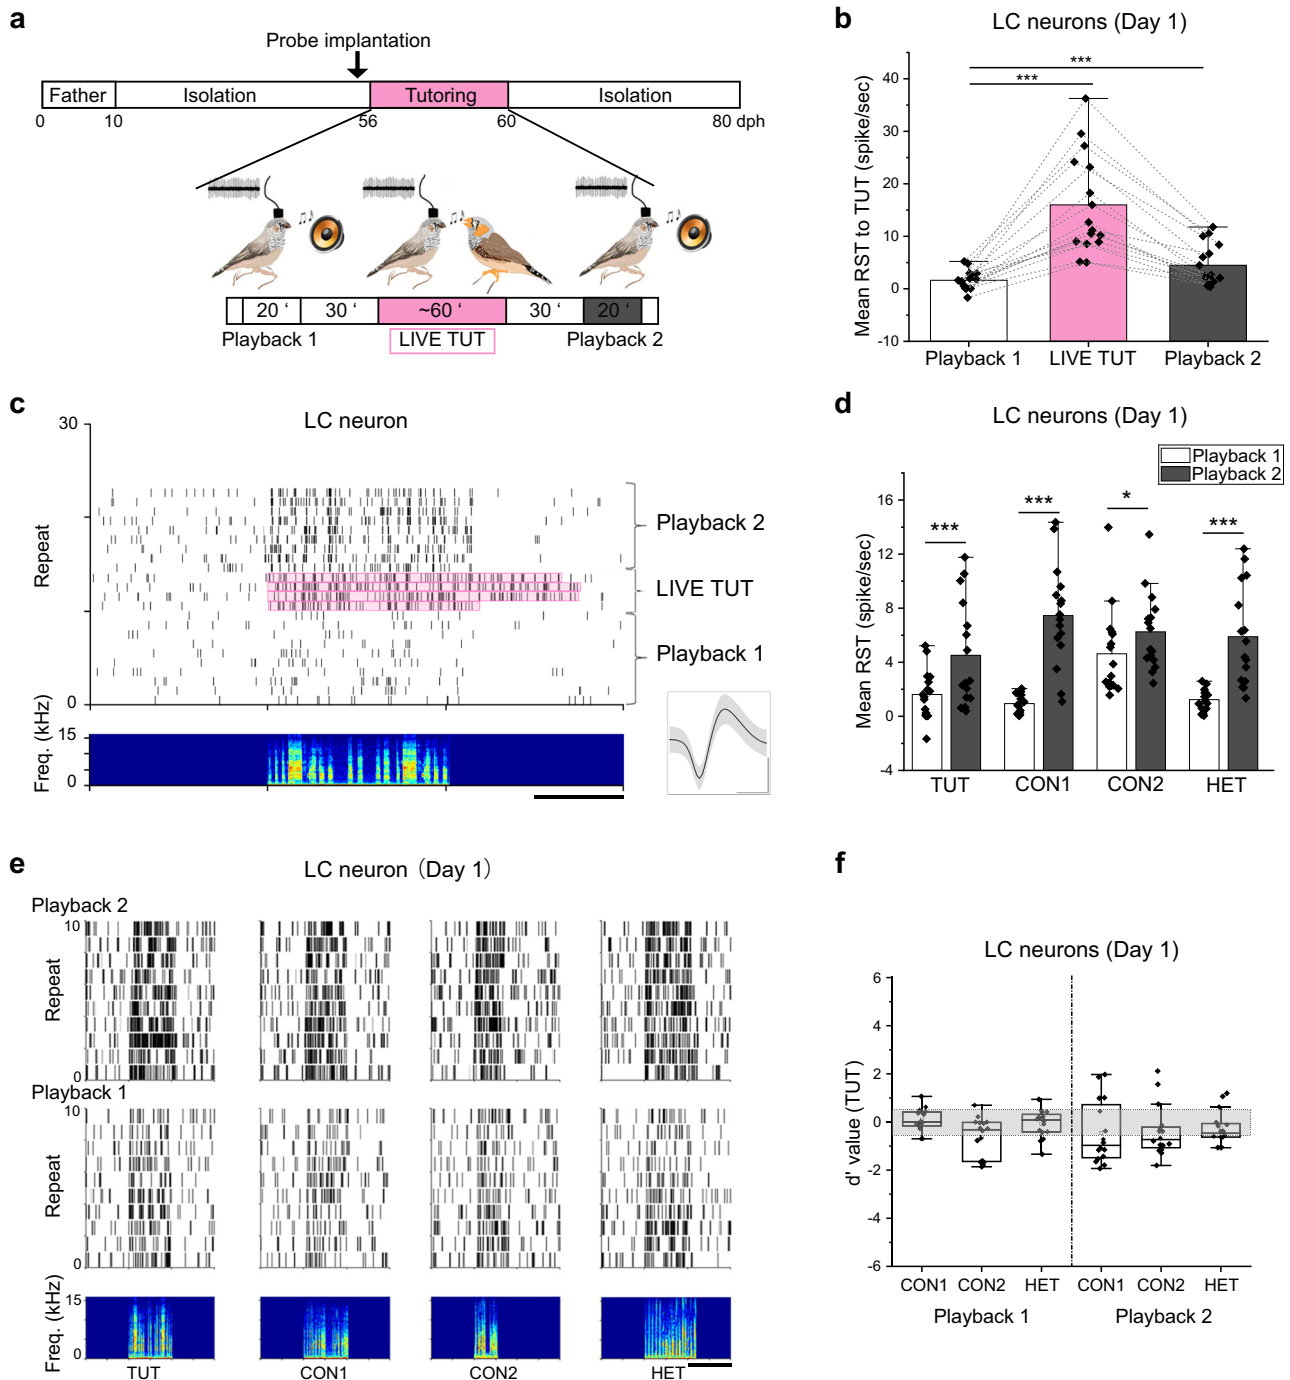 a
Probe implantation
Father
Isolation
Tutoring
Isolation
0
10
56
60
80 dph
20 ‘
30 ‘
~60 ‘
30 ‘
20 ‘
Playback 1
LIVE TUT
Playback 2
b
LC neurons (Day 1)
Mean RST to TUT (spike/sec)
40
30
20
10
0
-10
***
***
Playback 1
LIVE TUT
Playback 2
c
LC neuron
30
Repeat
0
Playback 2
LIVE TUT
Playback 1
Freq. (kHz)
15
0
d
LC neurons (Day 1)
Playback 1
Playback 2
Mean RST (spike/sec)
16
12
8
4
0
-4
***
***
*
***
TUT
CON1
CON2
HET
e
LC neuron (Day 1)
Playback 2
10
Repeat
0
Playback 1
10
Repeat
0
Freq. (kHz)
15
0
TUT
CON1
CON2
HET
f
LC neurons (Day 1)
d' value (TUT)
6
4
2
0
-2
-4
-6
CON1
CON2
HET
CON1
CON2
HET
Playback 1
Playback 2